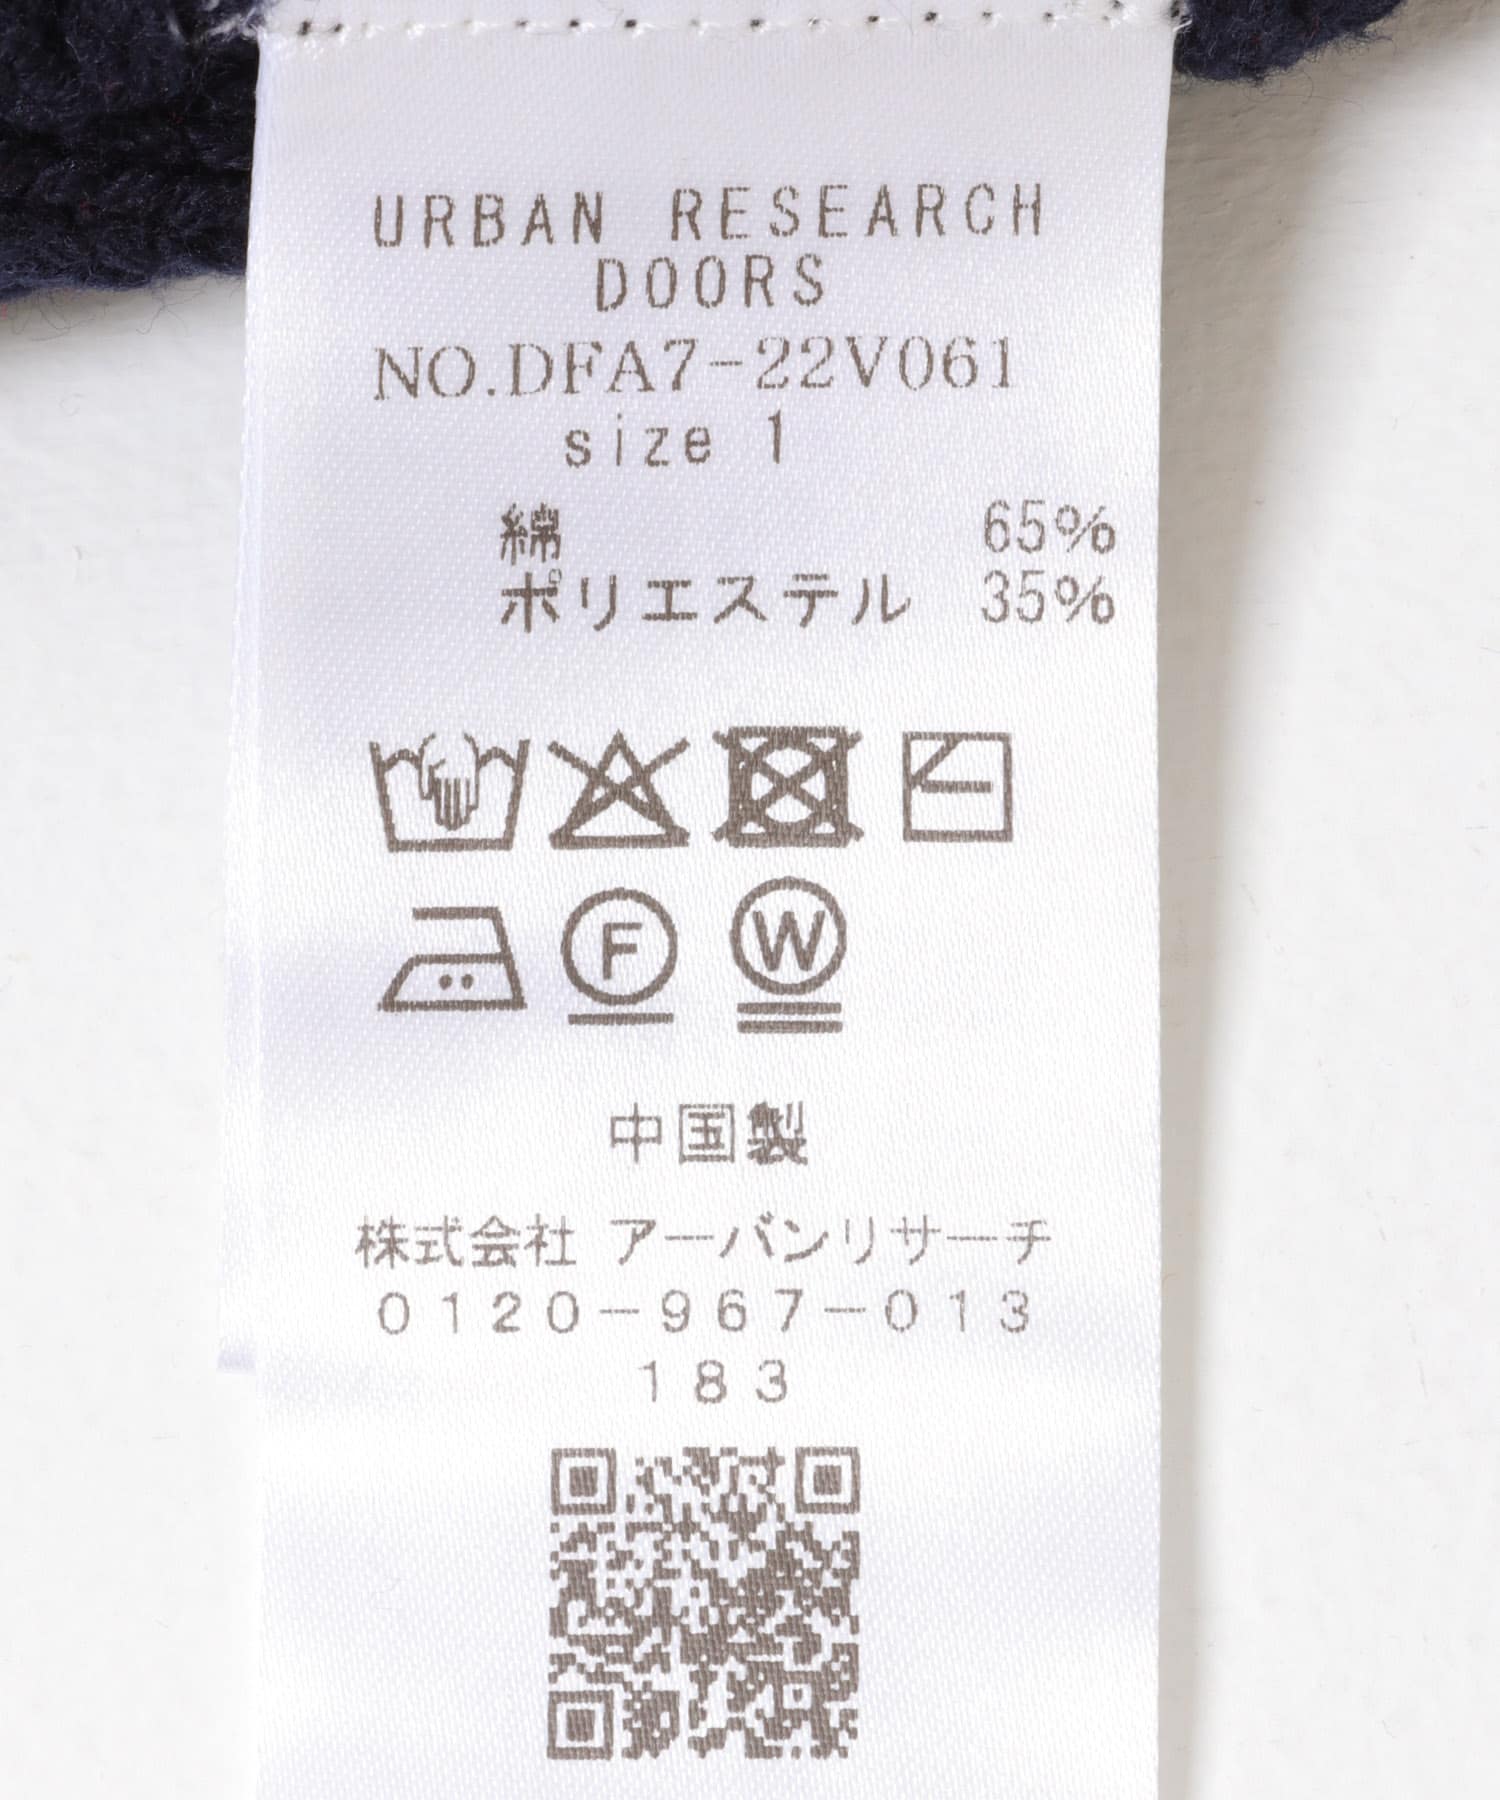 URBAN RESEARCH
DOORS
NO.DFA7-22V061
size 1
綿 65%
ポリエステル 35%
F W
中国製
株式会社 アーバンリサーチ
0120-967-013
183